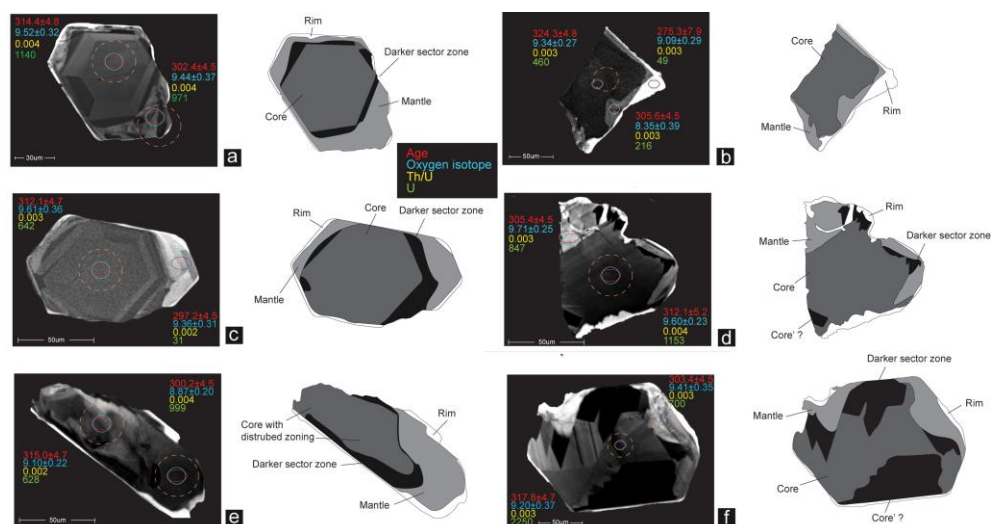 314.4±4.8
9.52±0.32
0.004
1140
302.4±4.5
9.44±0.37
0.004
971
30um
a
Rim
Darker sector zone
Core
Mantle
324.3±4.8
9.34±0.27
0.003
460
275.3±7.9
9.09±0.29
0.003
49
305.6±4.5
8.35±0.39
0.003
216
50um
b
Core
Rim
Mantle
Age
Oxygen isotope
Th/U
U
312.1±4.7
9.61±0.36
0.003
642
297.2±4.5
9.36±0.31
0.002
31
50um
c
Rim
Core
Darker sector zone
Mantle
305.4±4.5
9.71±0.25
0.003
847
312.1±5.2
9.60±0.23
0.004
1153
50um
d
Rim
Mantle
Darker sector zone
Core
Core' ?
300.2±4.5
8.87±0.20
0.004
999
315.0±4.7
9.10±0.22
0.002
628
50um
e
Core with
distrubed zoning
Rim
Darker sector zone
Mantle
303.4±4.5
9.41±0.35
0.003
700
317.8±4.7
9.20±0.37
0.003
2250
50um
f
Darker sector zone
Mantle
Rim
Core
Core' ?